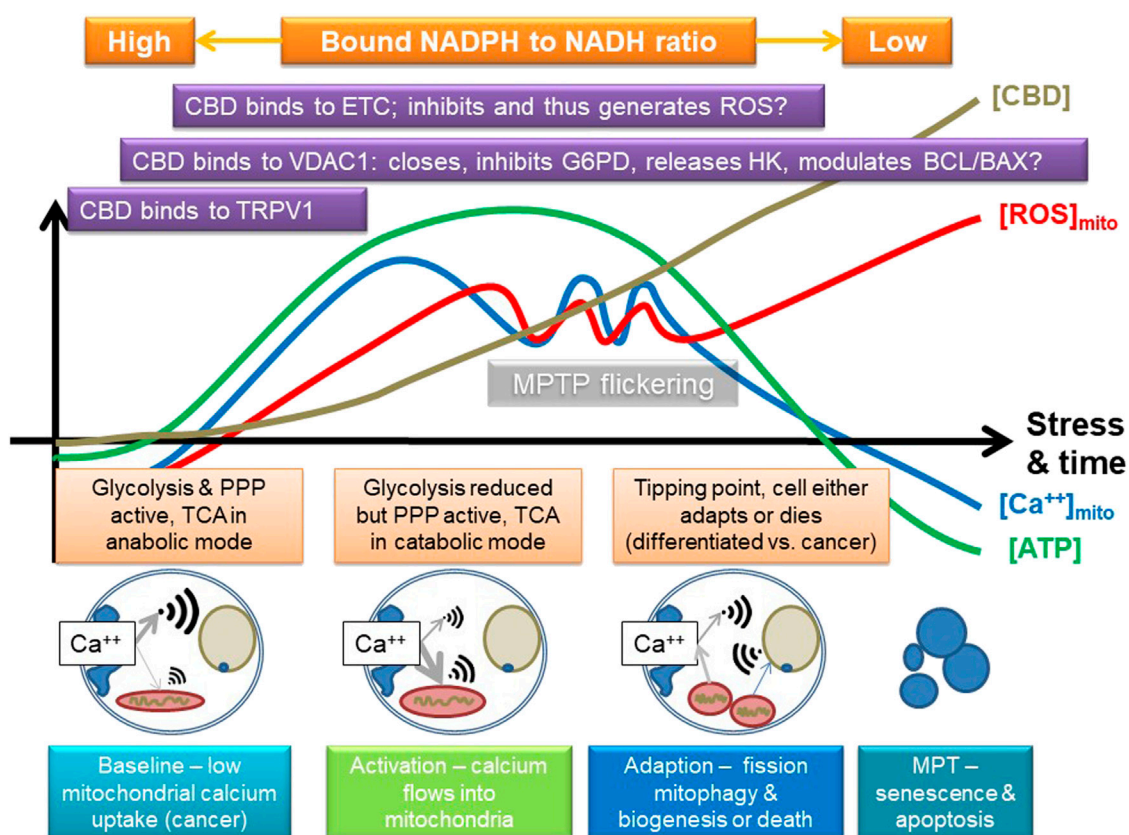 High
Bound NADPH to NADH ratio
Low
CBD binds to ETC; inhibits and thus generates ROS?
[CBD]
CBD binds to VDAC1: closes, inhibits G6PD, releases HK, modulates BCL/BAX?
CBD binds to TRPV1
[ROS]mito
MPTP flickering
Stress
& time
[Ca++]mito
[ATP]
Glycolysis & PPP
active, TCA in
anabolic mode
Glycolysis reduced
but PPP active, TCA
in catabolic mode
Tipping point, cell either
adapts or dies
(differentiated vs. cancer)
Ca++
Ca++
Ca++
Baseline – low
mitochondrial calcium
uptake (cancer)
Activation – calcium
flows into
mitochondria
Adaption – fission
mitophagy &
biogenesis or death
MPT –
senescence &
apoptosis